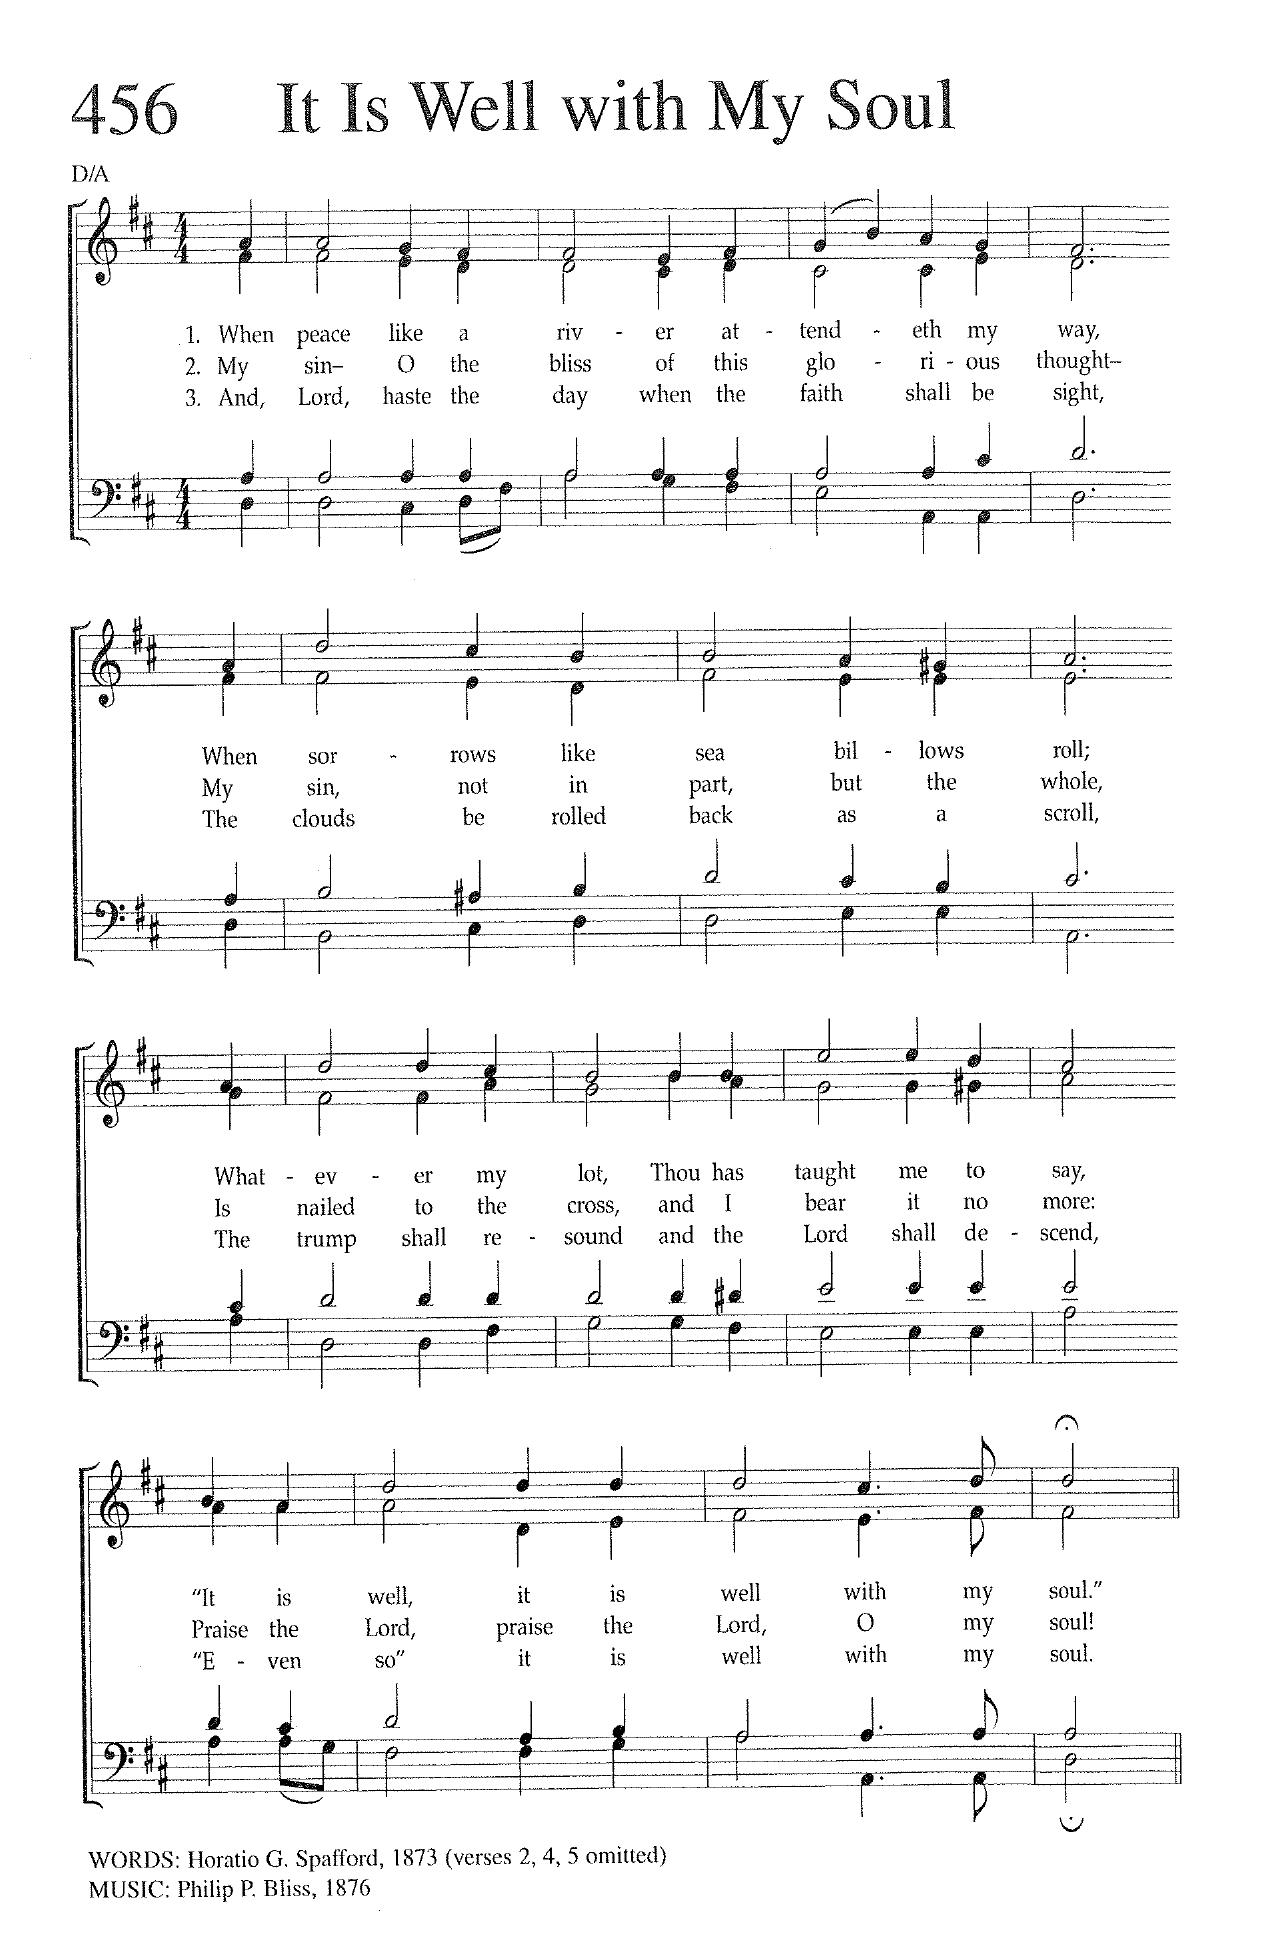 456 It Is Well with My Soul
D/A
1. When peace like a riv - er at - tend - eth my way,
2. My sin– O the bliss of this glo - ri - ous thought–
3. And, Lord, haste the day when the faith shall be sight,
When sor - rows like sea bil - lows roll;
My sin, not in part, but the whole,
The clouds be rolled back as a scroll,
What - ev - er my lot, Thou has taught me to say,
Is nailed to the cross, and I bear it no more:
The trump shall re - sound and the Lord shall de - scend,
“It is well, it is well with my soul.”
Praise the Lord, praise the Lord, O my soul!
“E - ven so” it is well with my soul.
WORDS: Horatio G. Spafford, 1873 (verses 2, 4, 5 omitted)
MUSIC: Philip P. Bliss, 1876